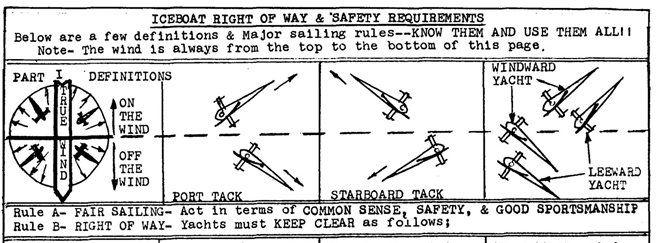 ICEBOAT RIGHT OF WAY & SAFETY REQUIREMENTS
Below are a few definitions & Major sailing rules--KNOW THEM AND USE THEM ALL!!
Note- The wind is always from the top to the bottom of this page.
PART I DEFINITIONS
TRUE WIND
ON THE WIND
OFF THE WIND
PORT TACK
STARBOARD TACK
WINDWARD YACHT
LEEWARD YACHT
Rule A- FAIR SAILING- Act in terms of COMMON SENSE, SAFETY, & GOOD SPORTSMANSHIP
Rule B- RIGHT OF WAY- Yachts must KEEP CLEAR as follows;